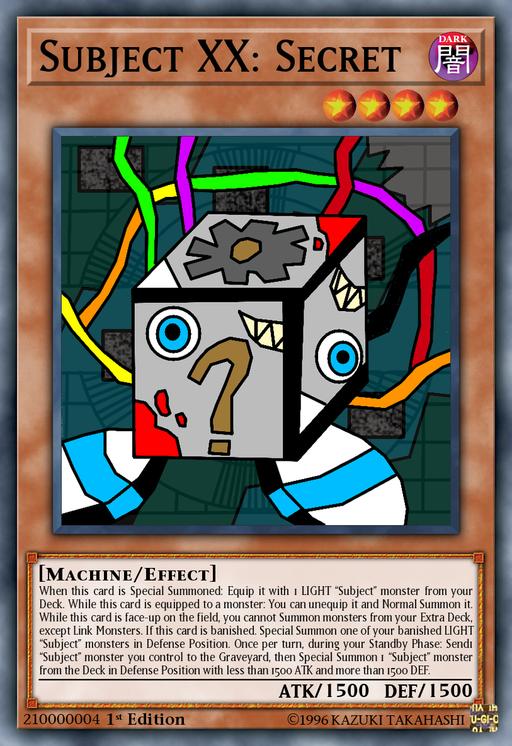 SUBJECT XX: SECRET
DARK
闇
?
[MACHINE/EFFECT]
When this card is Special Summoned: Equip it with 1 LIGHT "Subject" monster from your
Deck. While this card is equipped to a monster: You can unequip it and Normal Summon it.
While this card is face-up on the field, you cannot Summon monsters from your Extra Deck,
except Link Monsters. If this card is banished. Special Summon one of your banished LIGHT
"Subject" monsters in Defense Position. Once per turn, during your Standby Phase: Send1
"Subject" monster you control to the Graveyard, then Special Summon 1 "Subject" monster
from the Deck in Defense Position with less than 1500 ATK and more than 1500 DEF.
ATK/1500 DEF/1500
210000004 1st Edition ©1996 KAZUKI TAKAHASHI